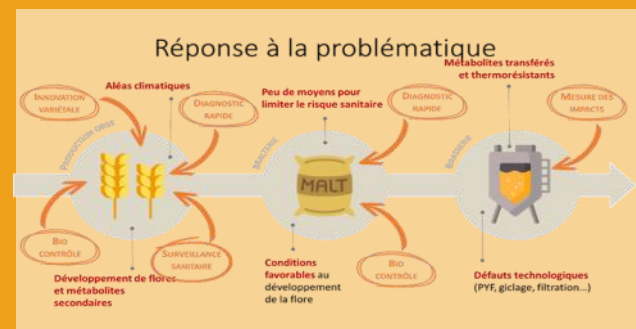 Réponse à la problématique
Métabolites transférés
et thermorésistants
Aléas climatiques
Peu de moyens pour
limiter le risque sanitaire
INNOVATION
VARIÉTALE
DIAGNOSTIC
RAPIDE
DIAGNOSTIC
RAPIDE
MESURE DES
IMPACTS
PRODUCTION ORGE
MALTERIE
BRASSERIE
MALT
BIO
CONTRÔLE
SURVEILLANCE
SANITAIRE
BIO
CONTRÔLE
Développement de flores
et métabolites
secondaires
Conditions
favorables au
développement
de la flore
Défauts technologiques
(PYF, giclage, filtration...)